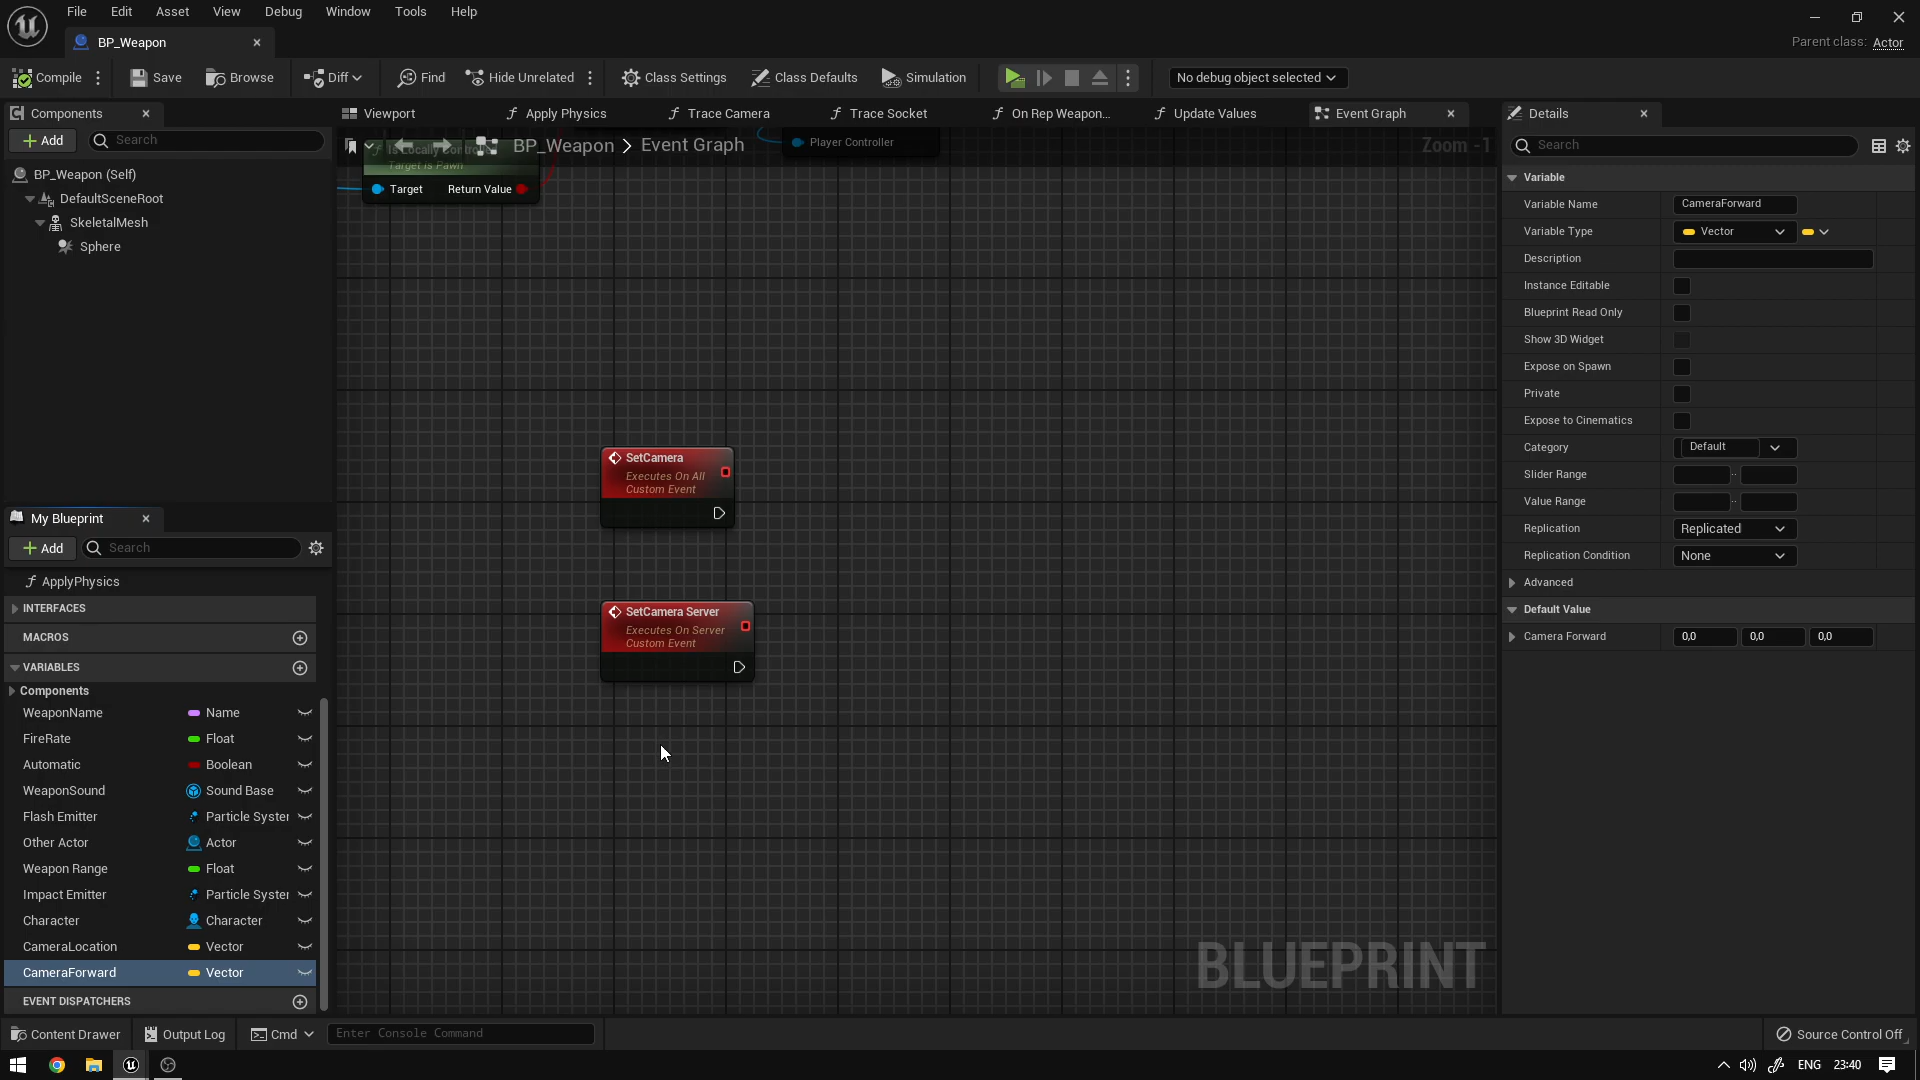 File Edit Asset View Debug Window Tools Help
BP_Weapon
Parent class: Actor
Compile Save Browse Diff Find Hide Unrelated Class Settings Class Defaults Simulation No debug object selected
Components
Add Search
BP_Weapon (Self)
DefaultSceneRoot
SkeletalMesh
Sphere
Viewport Apply Physics Trace Camera Trace Socket On Rep Weapon... Update Values Event Graph
BP_Weapon > Event Graph
Zoom -1
Player Controller
Target is Pawn
Target Return Value
SetCamera
Executes On All
Custom Event
SetCamera Server
Executes On Server
Custom Event
BLUEPRINT
My Blueprint
Add Search
ApplyPhysics
INTERFACES
MACROS
VARIABLES
Components
WeaponName Name
FireRate Float
Automatic Boolean
WeaponSound Sound Base
Flash Emitter Particle Syster
Other Actor Actor
Weapon Range Float
Impact Emitter Particle Syster
Character Character
CameraLocation Vector
CameraForward Vector
EVENT DISPATCHERS
Details
Search
Variable
Variable Name CameraForward
Variable Type Vector
Description
Instance Editable
Blueprint Read Only
Show 3D Widget
Expose on Spawn
Private
Expose to Cinematics
Category Default
Slider Range ..
Value Range ..
Replication Replicated
Replication Condition None
Advanced
Default Value
Camera Forward 0,0 0,0 0,0
Content Drawer Output Log Cmd Enter Console Command Source Control Off
ENG 23:40